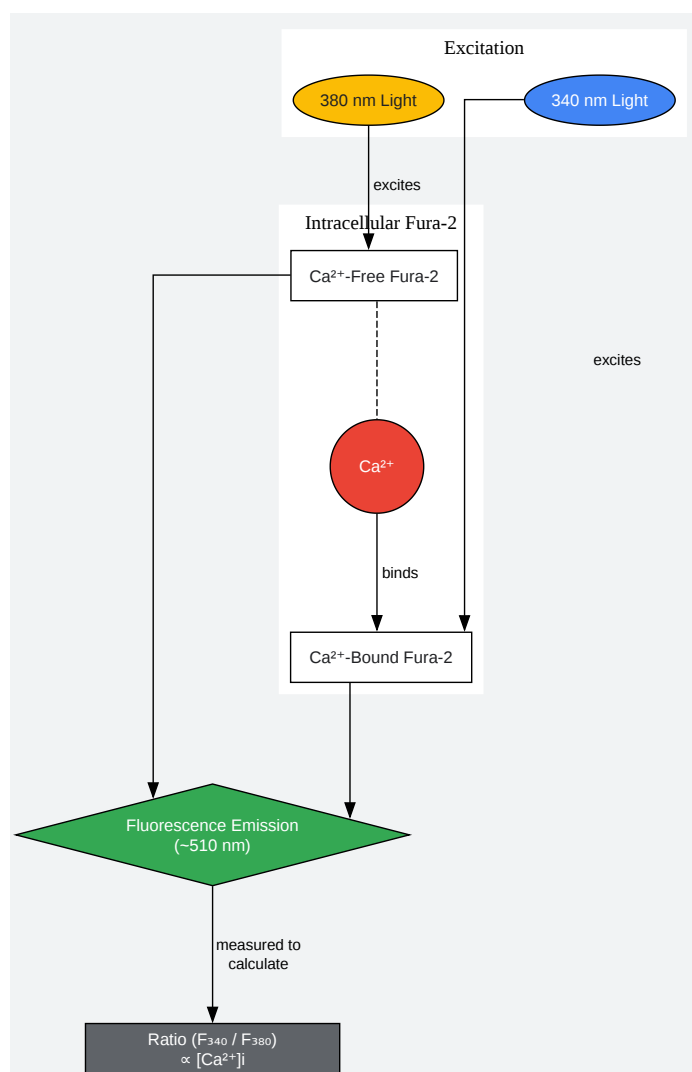 Excitation
380 nm Light
340 nm Light
excites
Intracellular Fura-2
Ca²⁺-Free Fura-2
excites
Ca²⁺
binds
Ca²⁺-Bound Fura-2
Fluorescence Emission
(~510 nm)
measured to
calculate
Ratio (F₃₄₀ / F₃₈₀)
∝ [Ca²⁺]i